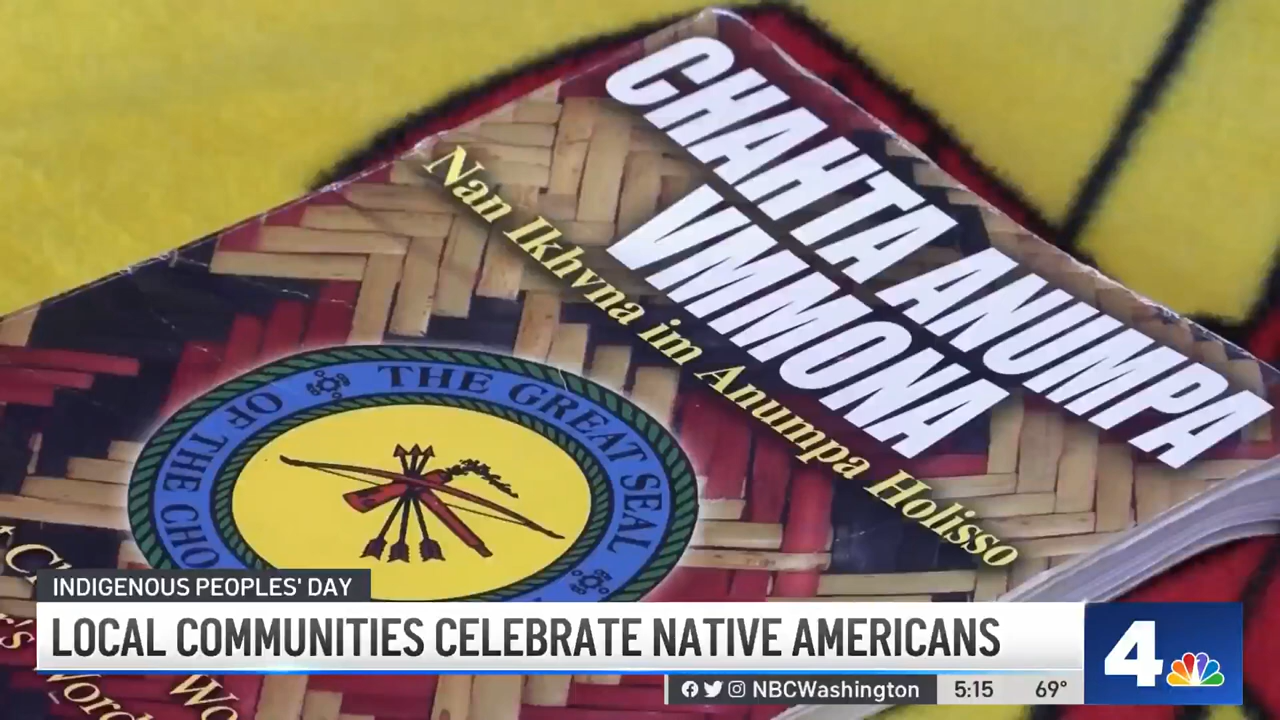 CHAHTA ANUMPA
VMMONA
Nan Ikhvna im Anumpa Holisso
THE GREAT SEAL
OF THE CHO
INDIGENOUS PEOPLES' DAY
LOCAL COMMUNITIES CELEBRATE NATIVE AMERICANS
4
NBCWashington 5:15 69°